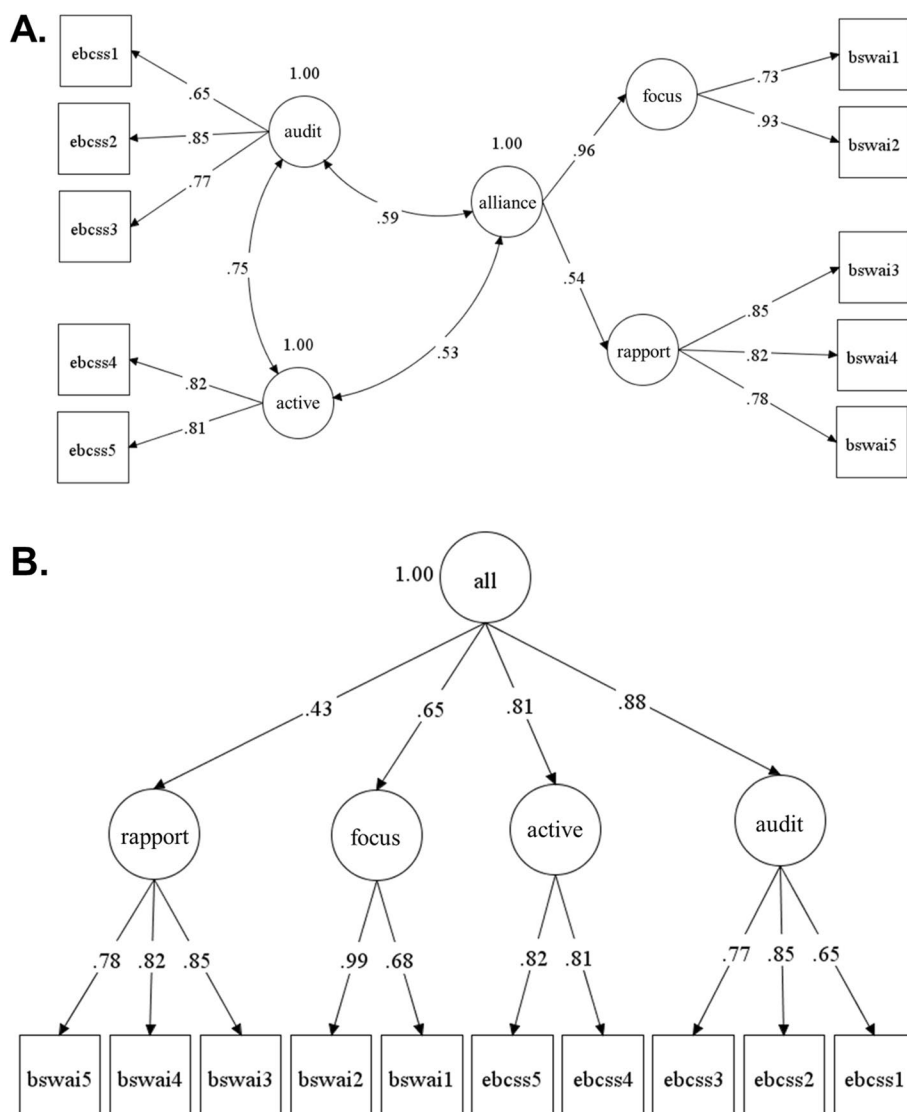 A.
ebcss1
ebcss2
ebcss3
ebcss4
ebcss5
.65
.85
.77
.82
.81
1.00
audit
.75
1.00
active
.59
.53
1.00
alliance
.96
.54
focus
rapport
.73
.93
.85
.82
.78
bswai1
bswai2
bswai3
bswai4
bswai5
B.
1.00
all
.43 .65 .81 .88
rapport focus active audit
.78 .82 .85 .99 .68 .82 .81 .77 .85 .65
bswai5 bswai4 bswai3 bswai2 bswai1 ebcss5 ebcss4 ebcss3 ebcss2 ebcss1